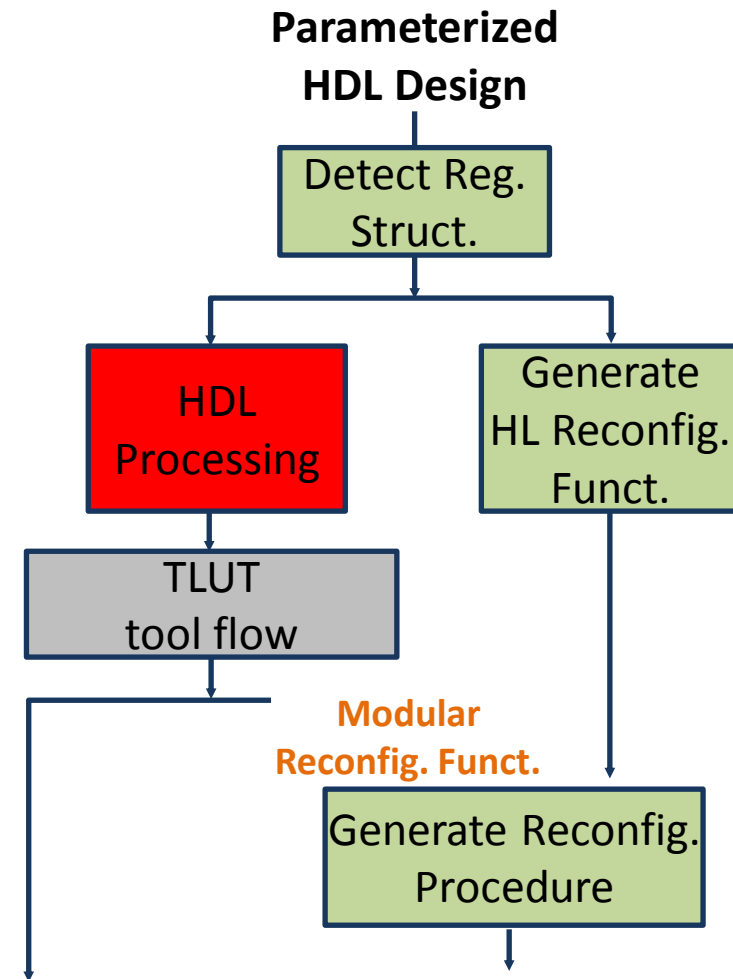 Parameterized
HDL Design
Detect Reg.
Struct.
HDL
Processing
Generate
HL Reconfig.
Funct.
TLUT
tool flow
Modular
Reconfig. Funct.
Generate Reconfig.
Procedure